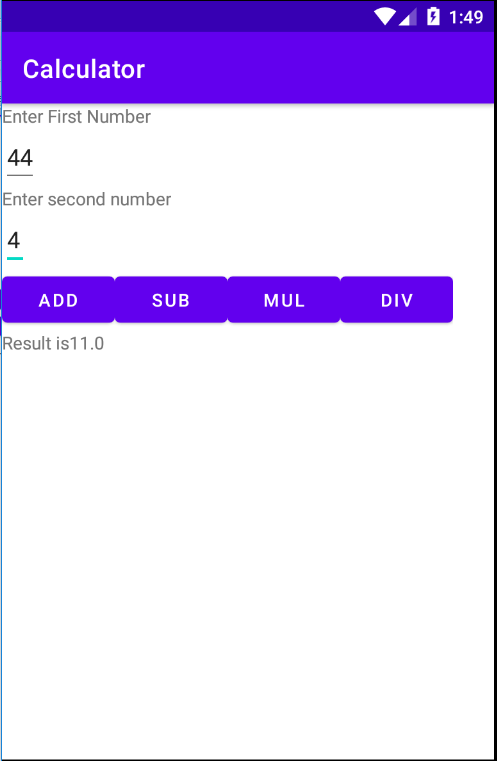 1:49
Calculator
Enter First Number
44
Enter second number
4
ADD SUB MUL DIV
Result is11.0